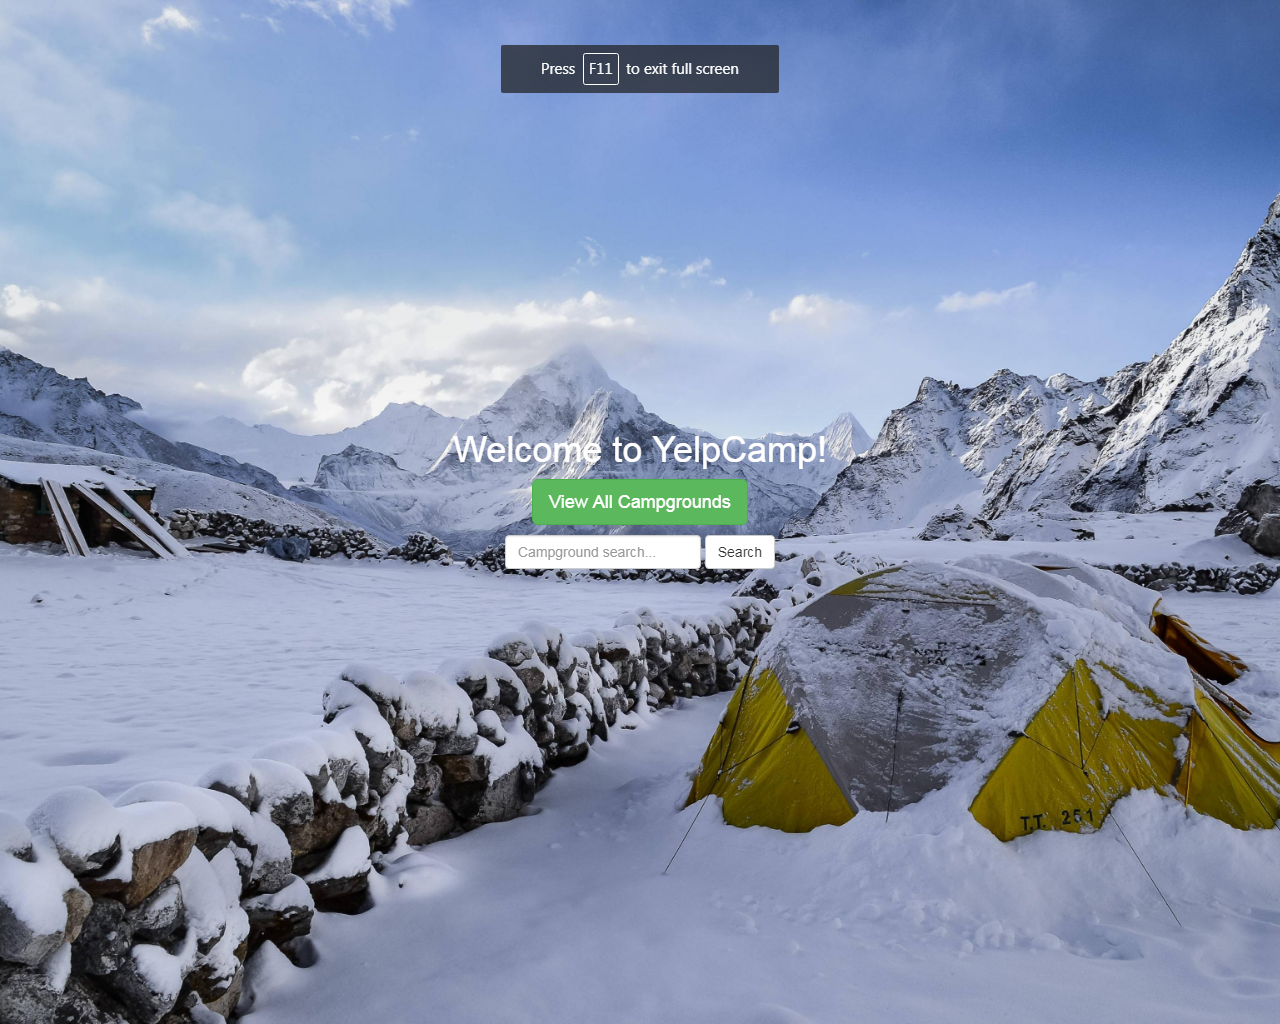 Press F11 to exit full screen
Welcome to YelpCamp!
View All Campgrounds
Campground search...
Search
T.T. 251